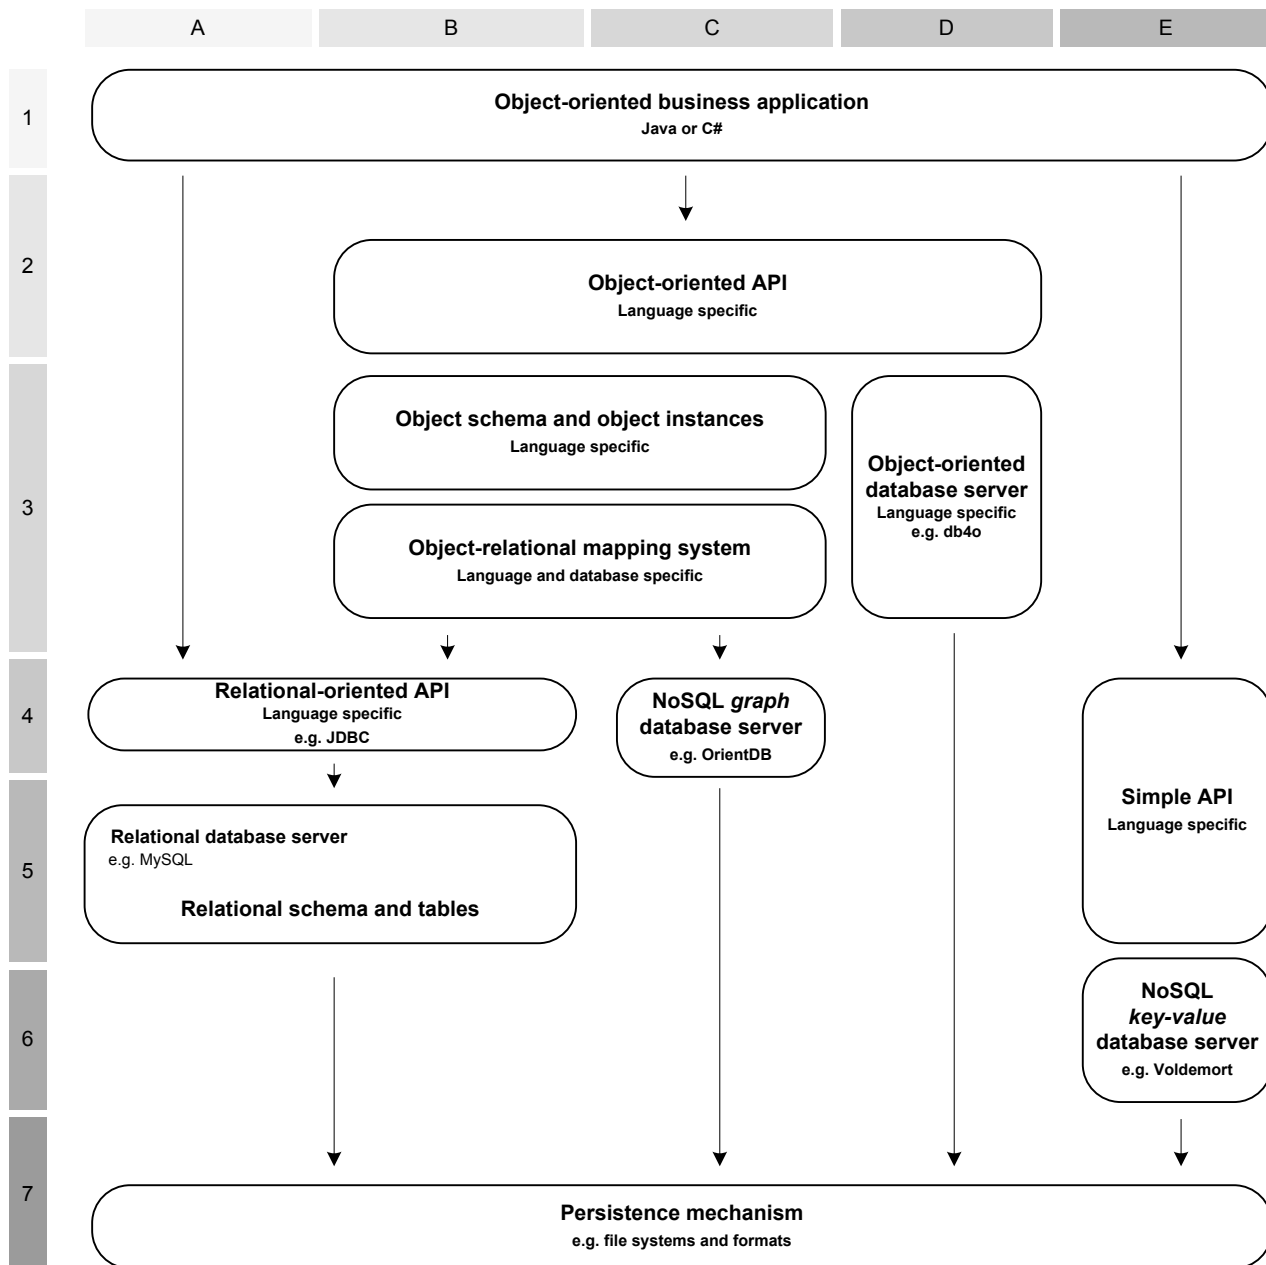 A B C D E
1
Object-oriented business application
Java or C#
2
Object-oriented API
Language specific
3
Object schema and object instances
Language specific
Object-oriented
database server
Language specific
e.g. db4o
Object-relational mapping system
Language and database specific
4
Relational-oriented API
Language specific
e.g. JDBC
NoSQL graph
database server
e.g. OrientDB
Simple API
Language specific
5
Relational database server
e.g. MySQL
Relational schema and tables
6
NoSQL
key-value
database server
e.g. Voldemort
7
Persistence mechanism
e.g. file systems and formats